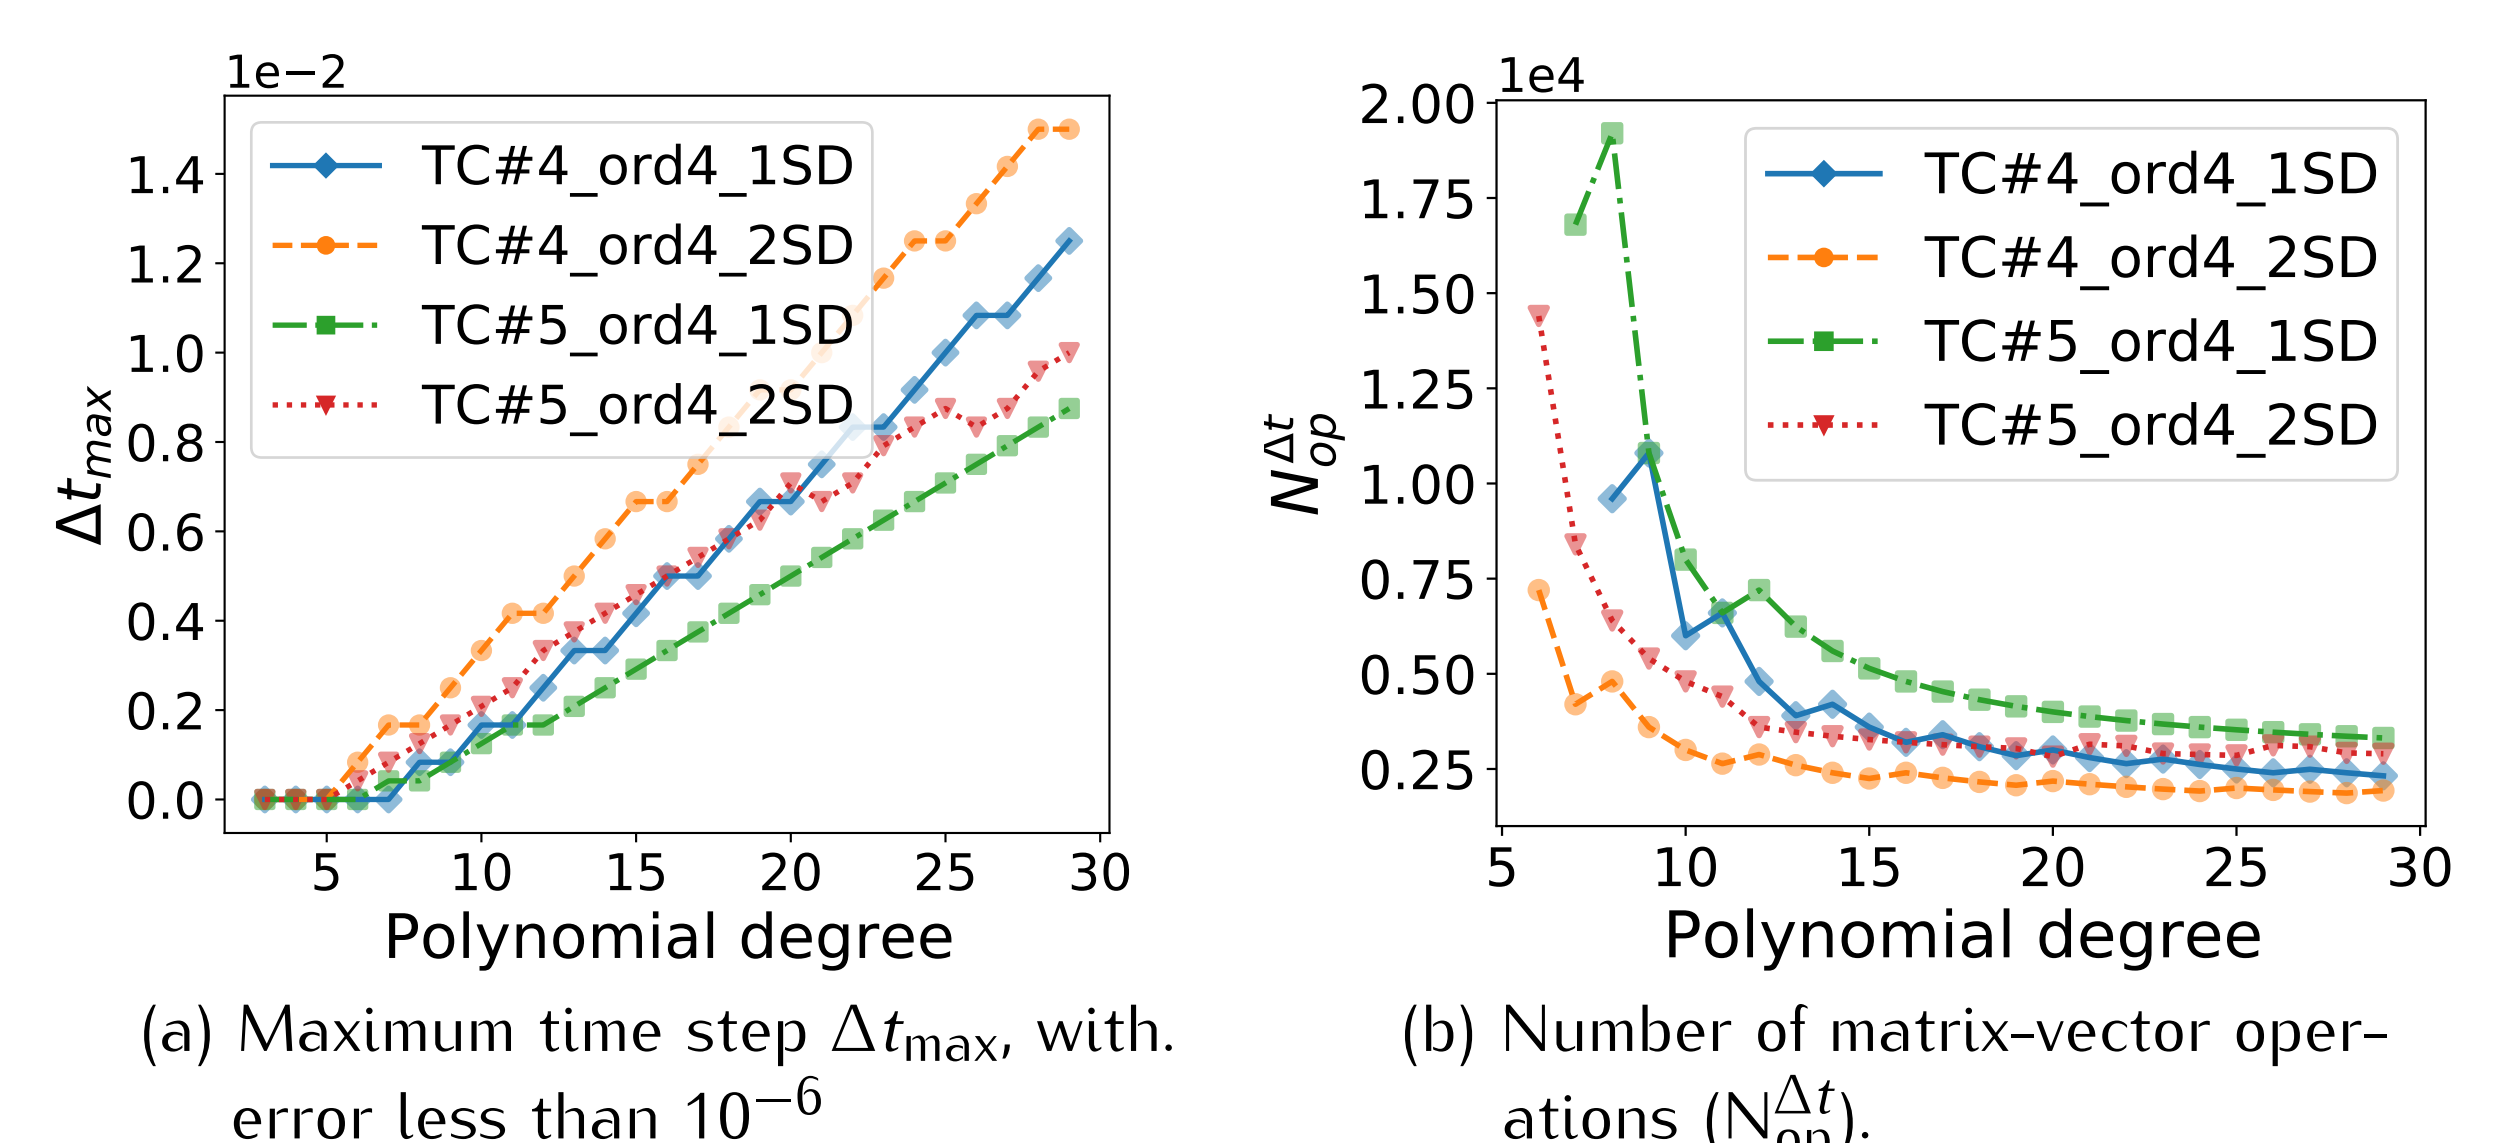 1e−2
1.4
1.2
1.0
0.8
0.6
0.4
0.2
0.0
Δtmax
TC#4_ord4_1SD
TC#4_ord4_2SD
TC#5_ord4_1SD
TC#5_ord4_2SD
5 10 15 20 25 30
Polynomial degree
(a) Maximum time step Δtmax, with.
error less than 10−6
1e4
2.00
1.75
1.50
1.25
1.00
0.75
0.50
0.25
NopΔt
TC#4_ord4_1SD
TC#4_ord4_2SD
TC#5_ord4_1SD
TC#5_ord4_2SD
5 10 15 20 25 30
Polynomial degree
(b) Number of matrix-vector oper-
ations (NopΔt).